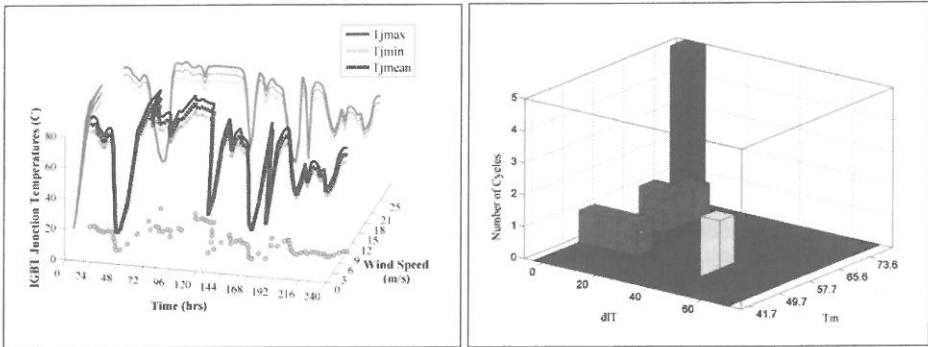 Tjmax
Tjmin
Tjmean
IGBT Junction Temperatures (C)
80
60
40
20
0
0 24 48 72 96 120 144 168 192 216 240
Time (hrs)
0 3 6 9 12 15 18 21 25
Wind Speed
(m/s)
Number of Cycles
5
4
3
2
1
0
0 20 40 60
dIT
41.7 49.7 57.7 65.6 73.6
Tm